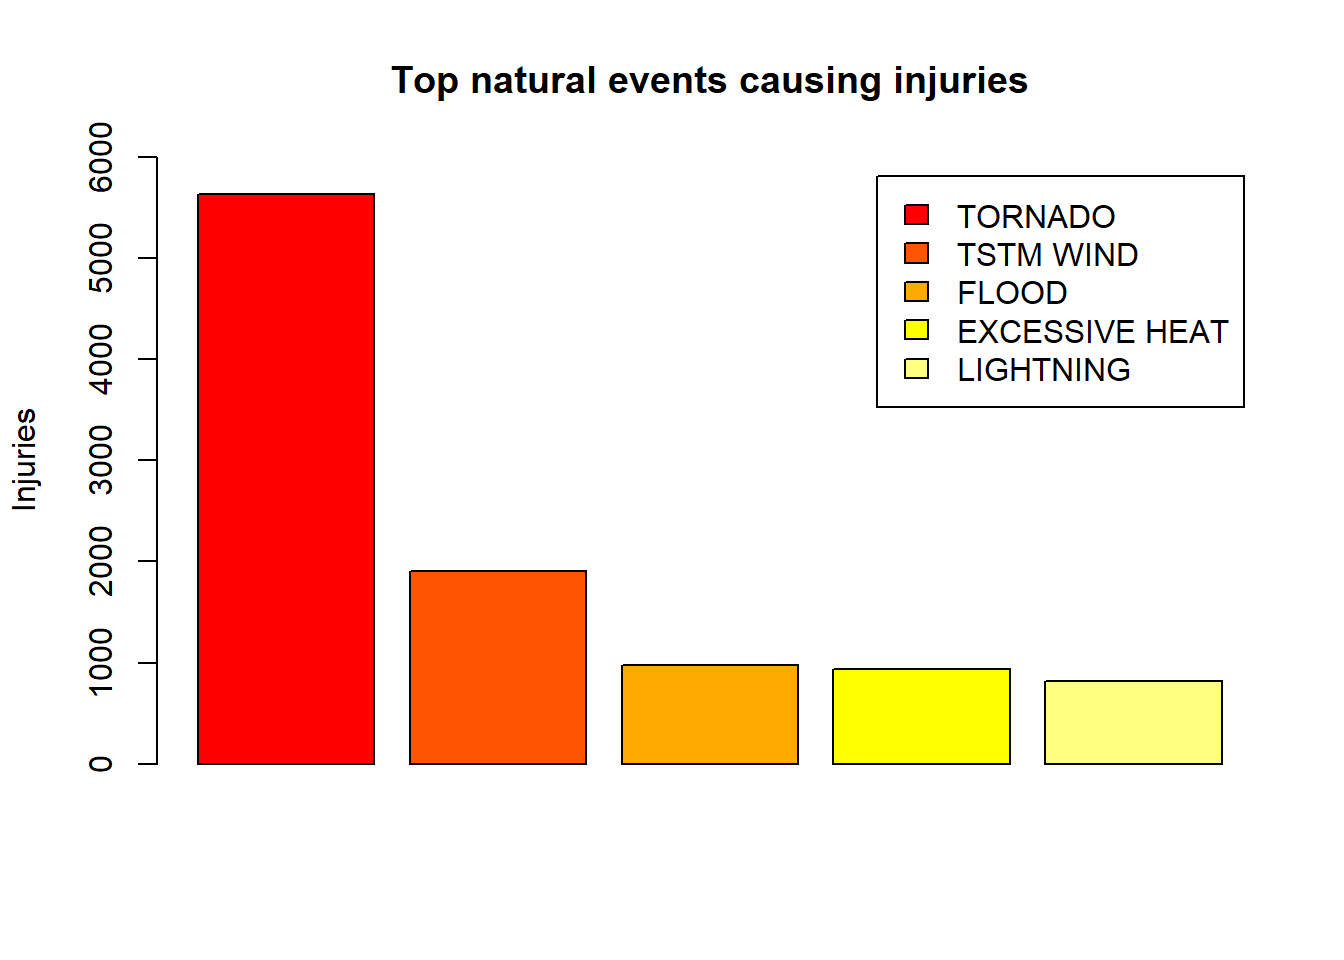 Top natural events causing injuries
Injuries
6000
5000
4000
3000
2000
1000
0
TORNADO
TSTM WIND
FLOOD
EXCESSIVE HEAT
LIGHTNING